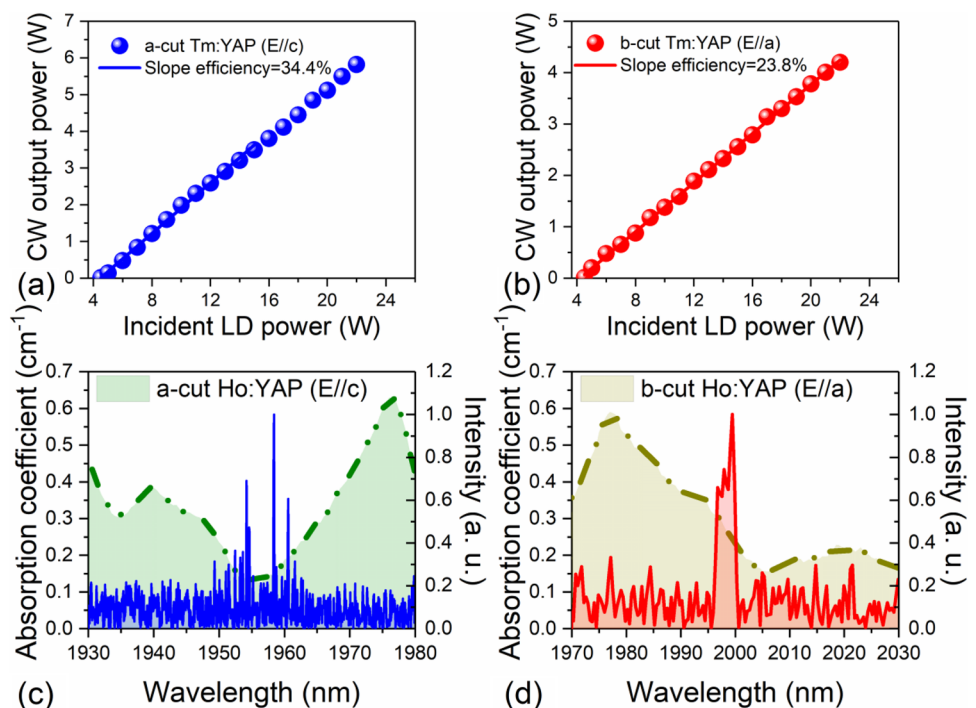 CW output power (W)
7
6
5
4
3
2
1
0
a-cut Tm:YAP (E//c)
Slope efficiency=34.4%
4 8 12 16 20 24
Incident LD power (W)
(a)
CW output power (W)
5
4
3
2
1
0
b-cut Tm:YAP (E//a)
Slope efficiency=23.8%
4 8 12 16 20 24
Incident LD power (W)
(b)
Absorption coefficient (cm⁻¹)
0.7
0.6
0.5
0.4
0.3
0.2
0.1
0.0
a-cut Ho:YAP (E//c)
1.2
1.0
0.8
0.6
0.4
0.2
0.0
Intensity (a. u.)
1930 1940 1950 1960 1970 1980
Wavelength (nm)
(c)
Absorption coefficient (cm⁻¹)
0.7
0.6
0.5
0.4
0.3
0.2
0.1
0.0
b-cut Ho:YAP (E//a)
1.2
1.0
0.8
0.6
0.4
0.2
0.0
Intensity (a. u.)
1970 1980 1990 2000 2010 2020 2030
Wavelength (nm)
(d)